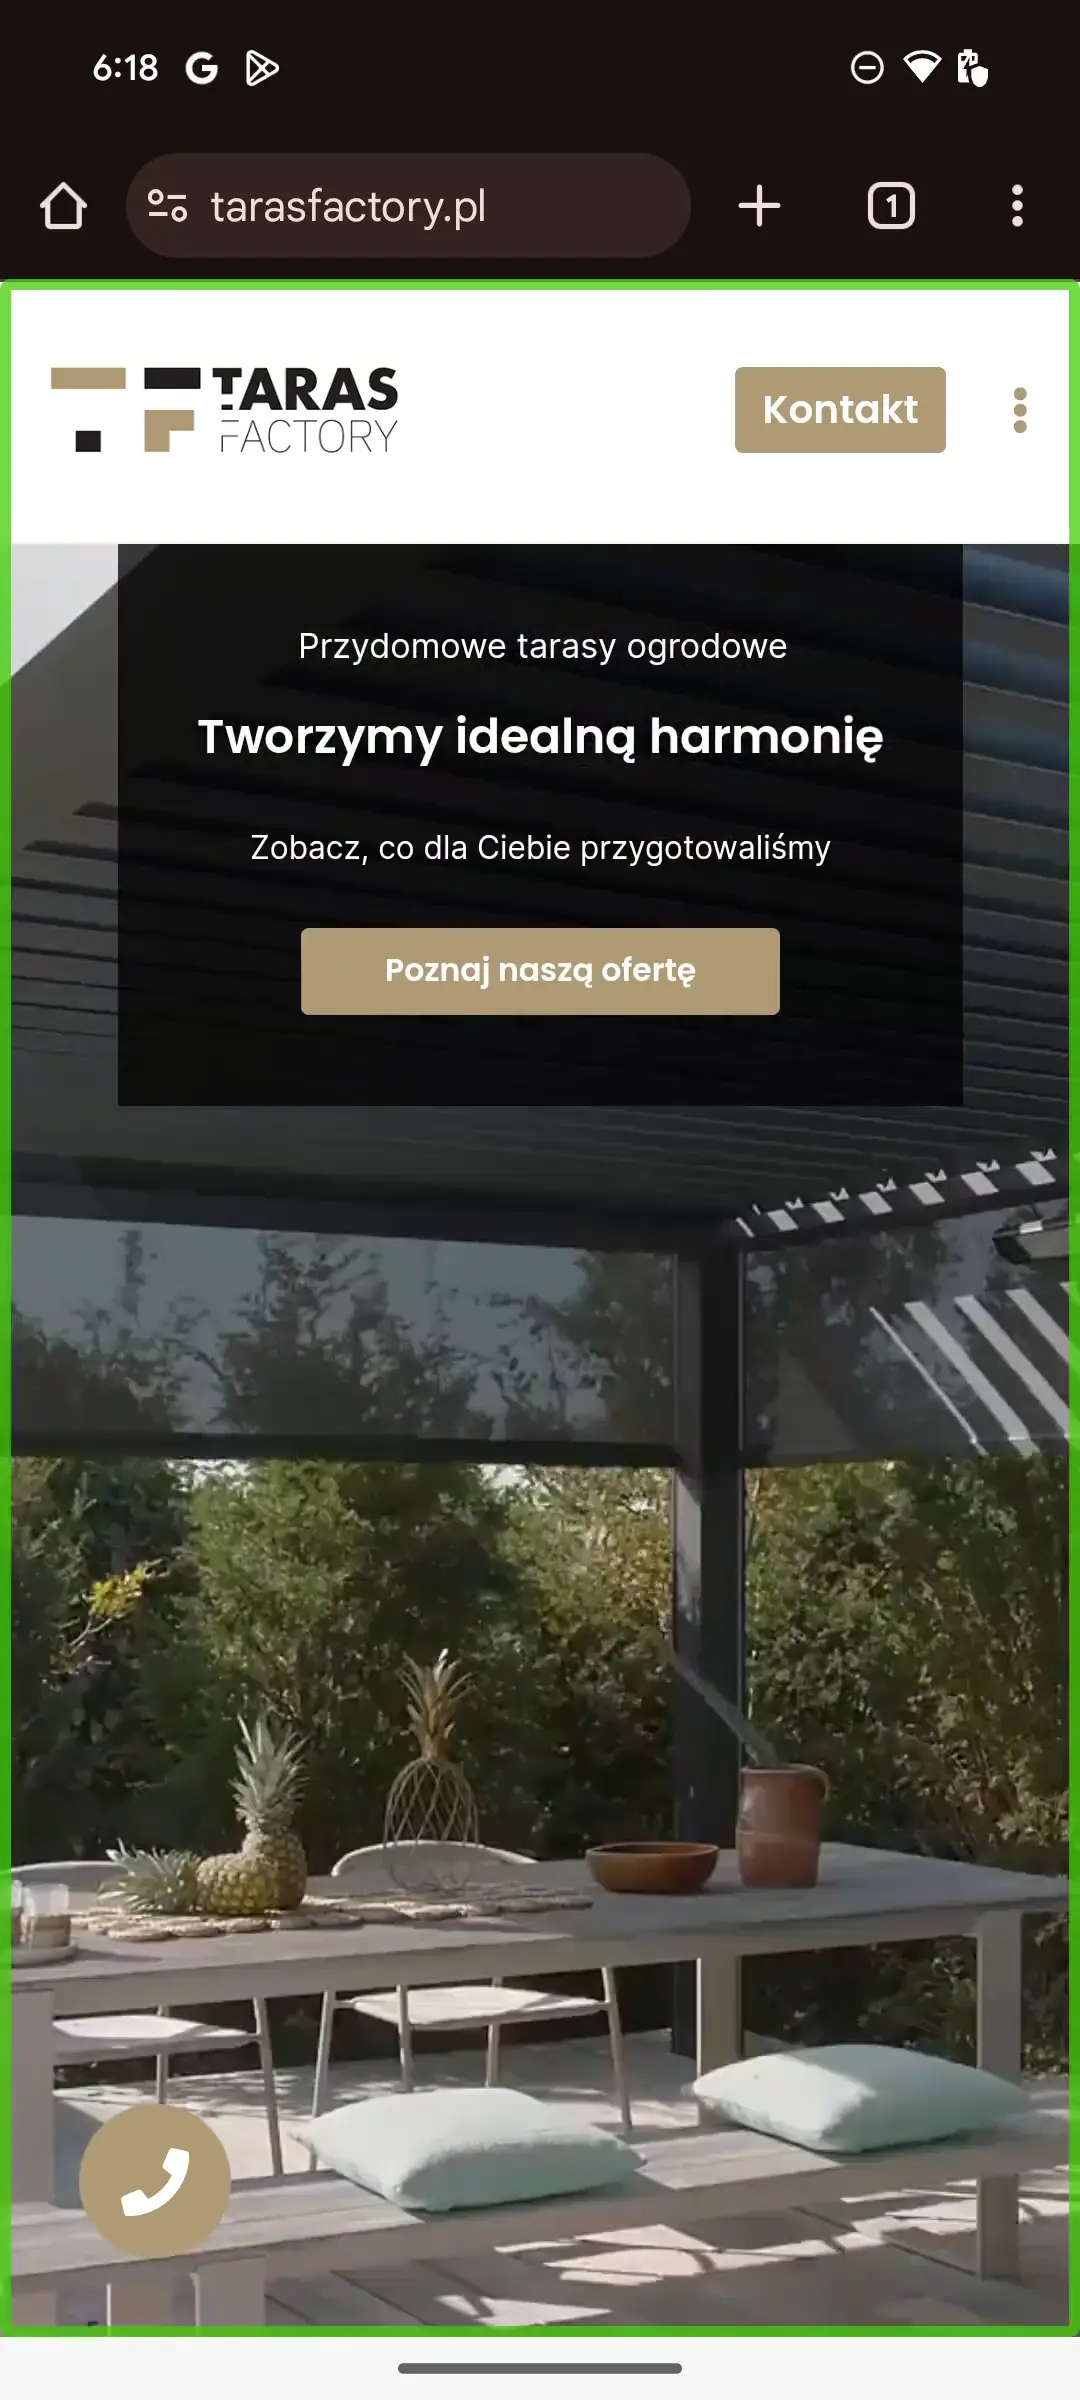 6:18
tarasfactory.pl
1
TARAS
FACTORY
Kontakt
Przydomowe tarasy ogrodowe
Tworzymy idealną harmonię
Zobacz, co dla Ciebie przygotowaliśmy
Poznaj naszą ofertę